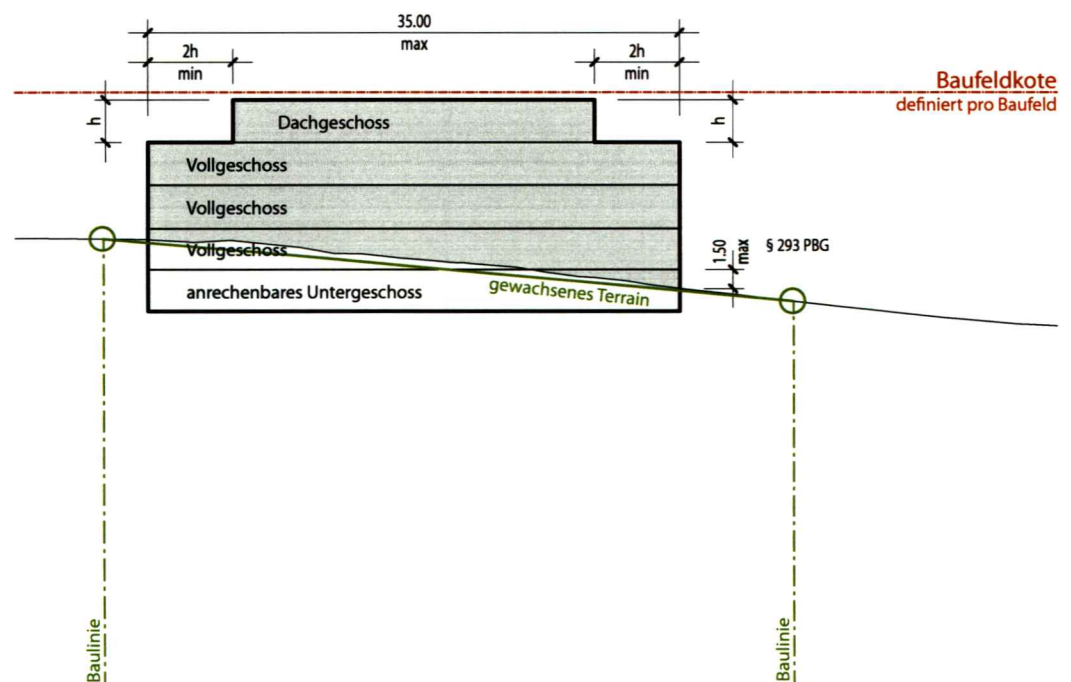 35.00
max
2h
min
2h
min
Baufeldkote
definiert pro Baufeld
h
h
Dachgeschoss
Vollgeschoss
Vollgeschoss
Vollgeschoss
1.50
max
§ 293 PBG
anrechenbares Untergeschoss
gewachsenes Terrain
Baulinie
Baulinie